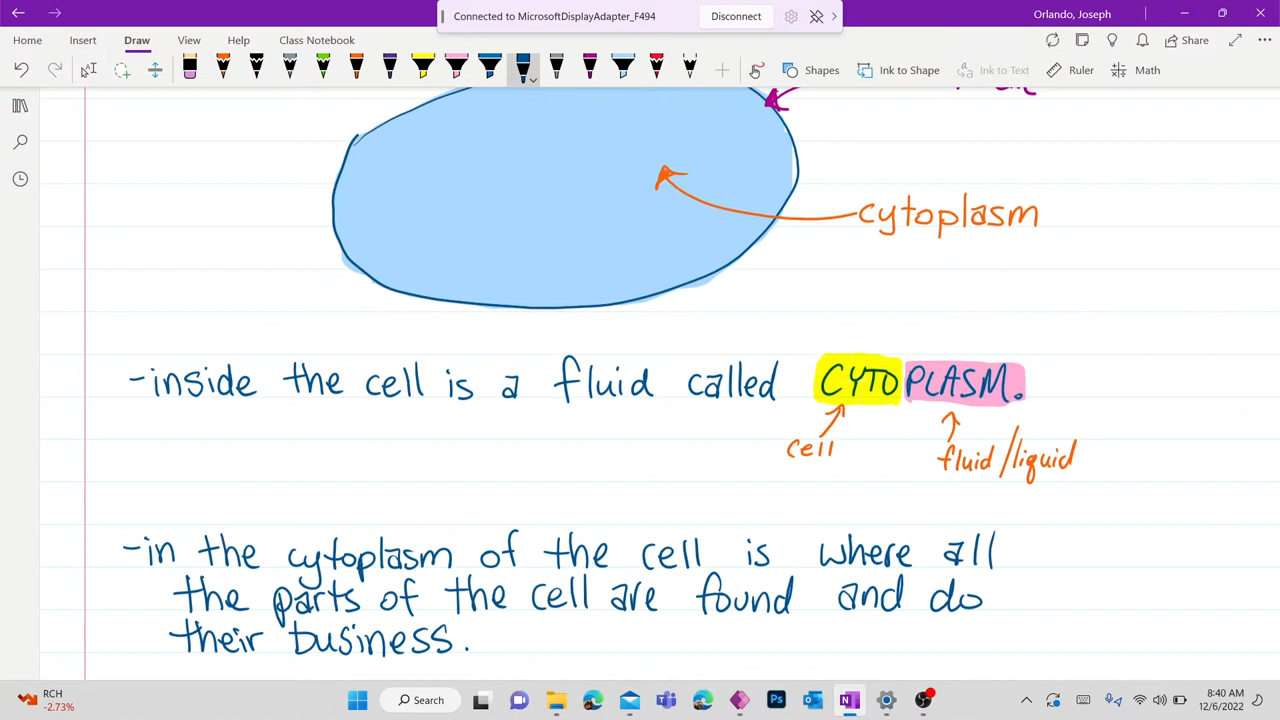 Connected to MicrosoftDisplayAdapter_F494
Disconnect
Orlando, Joseph
Home
Insert
Draw
View
Help
Class Notebook
Share
Shapes
Ink to Shape
Ink to Text
Ruler
Math
cytoplasm
-inside the cell is a fluid called CYTOPLASM.
cell
fluid/liquid
-in the cytoplasm of the cell is where all
the parts of the cell are found and do
their business.
RCH
-2.73%
Search
8:40 AM
12/6/2022